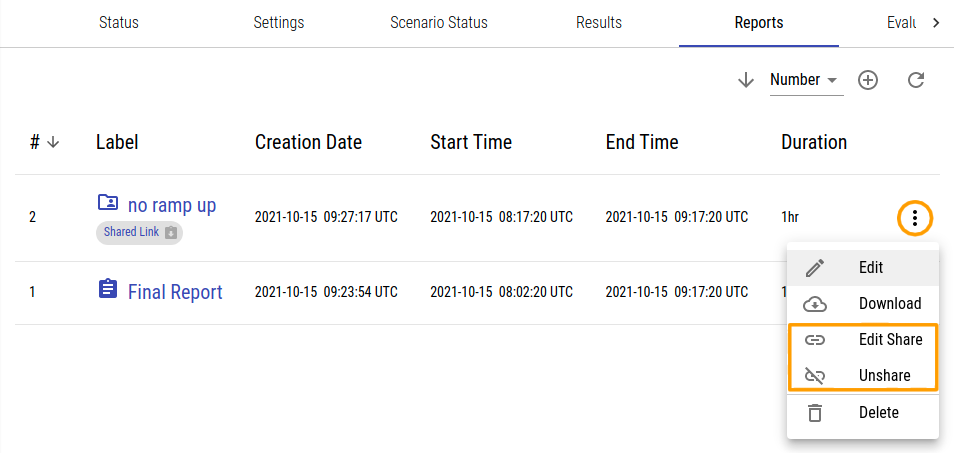 Status Settings Scenario Status Results Reports Evalu
Number
# Label Creation Date Start Time End Time Duration
2 no ramp up 2021-10-15 09:27:17 UTC 2021-10-15 08:17:20 UTC 2021-10-15 09:17:20 UTC 1hr
Shared Link
1 Final Report 2021-10-15 09:23:54 UTC 2021-10-15 08:02:20 UTC 2021-10-15 09:17:20 UTC 1
Edit
Download
Edit Share
Unshare
Delete